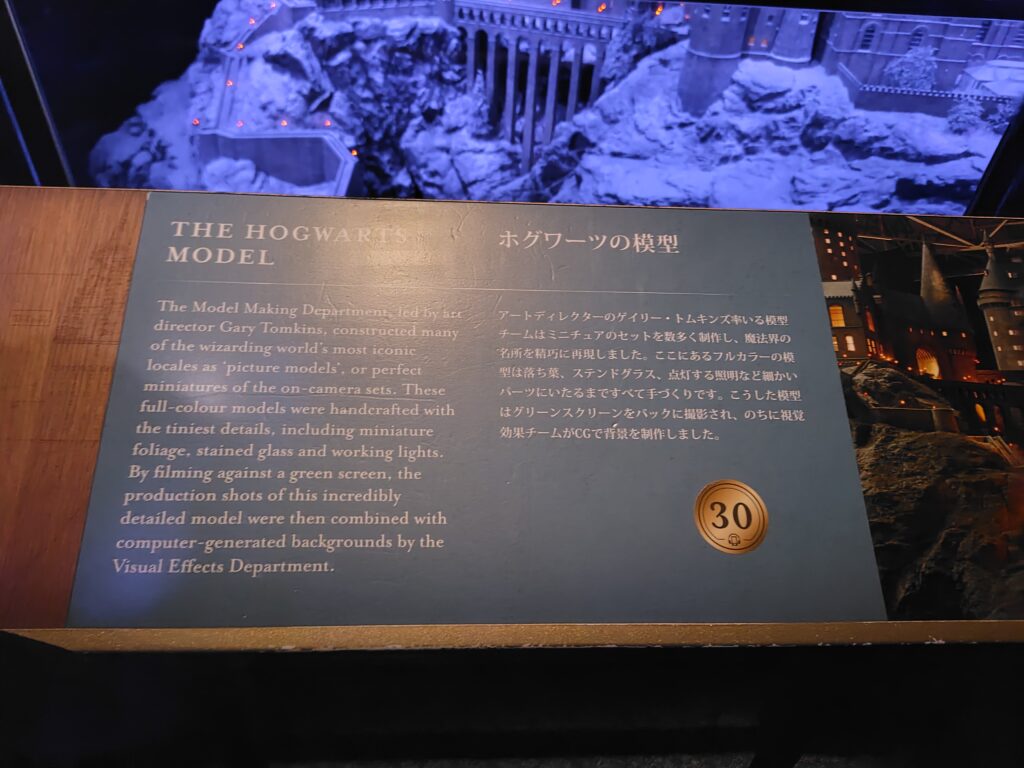 THE HOGWARTS
MODEL
The Model Making Department, led by art
director Gary Tomkins, constructed many
of the wizarding world's most iconic
locales as 'picture models', or perfect
miniatures of the on-camera sets. These
full-colour models were handcrafted with
the tiniest details, including miniature
foliage, stained glass and working lights.
By filming against a green screen, the
production shots of this incredibly
detailed model were then combined with
computer-generated backgrounds by the
Visual Effects Department.
ホグワーツの模型
アートディレクターのゲイリー・トムキンズ率いる模型
チームはミニチュアのセットを数多く制作し、魔法界の
名所を精巧に再現しました。ここにあるフルカラーの模
型は落ち葉、ステンドグラス、点灯する照明など細かい
パーツにいたるまですべて手づくりです。こうした模型
はグリーンスクリーンをバックに撮影され、のちに視覚
効果チームがCGで背景を制作しました。
30